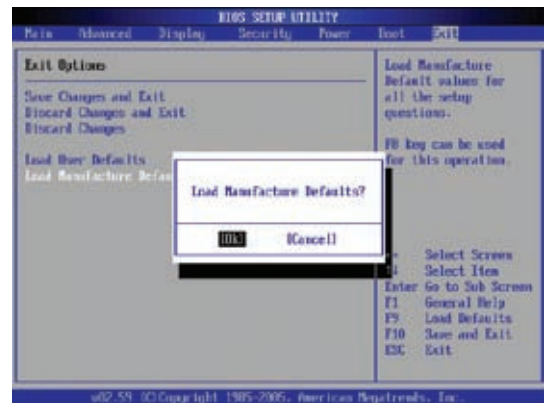 BIOS SETUP UTILITY
Main Advanced Display Security Power Boot Exit
Exit Options
Save Changes and Exit
Discard Changes and Exit
Discard Changes
Load User Defaults
Load Manufacture Defau
Load Manufacture
Default values for
all the setup
questions.
F8 key can be used
for this operation.
Load Manufacture Defaults?
[Ok] [Cancel]
Select Screen
Select Item
Enter Go to Sub Screen
F1 General Help
F9 Load Defaults
F10 Save and Exit
ESC Exit
v02.59 (C)Copyright 1985-2005, American Megatrends, Inc.